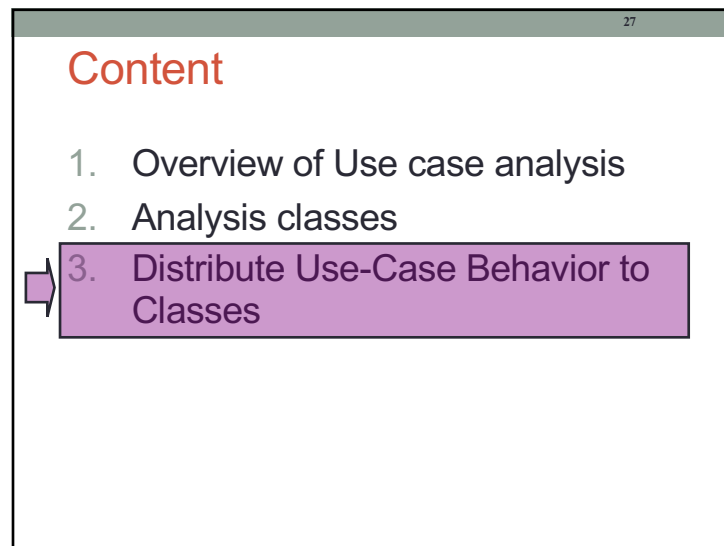 27
Content
1. Overview of Use case analysis
2. Analysis classes
3. Distribute Use-Case Behavior to
Classes